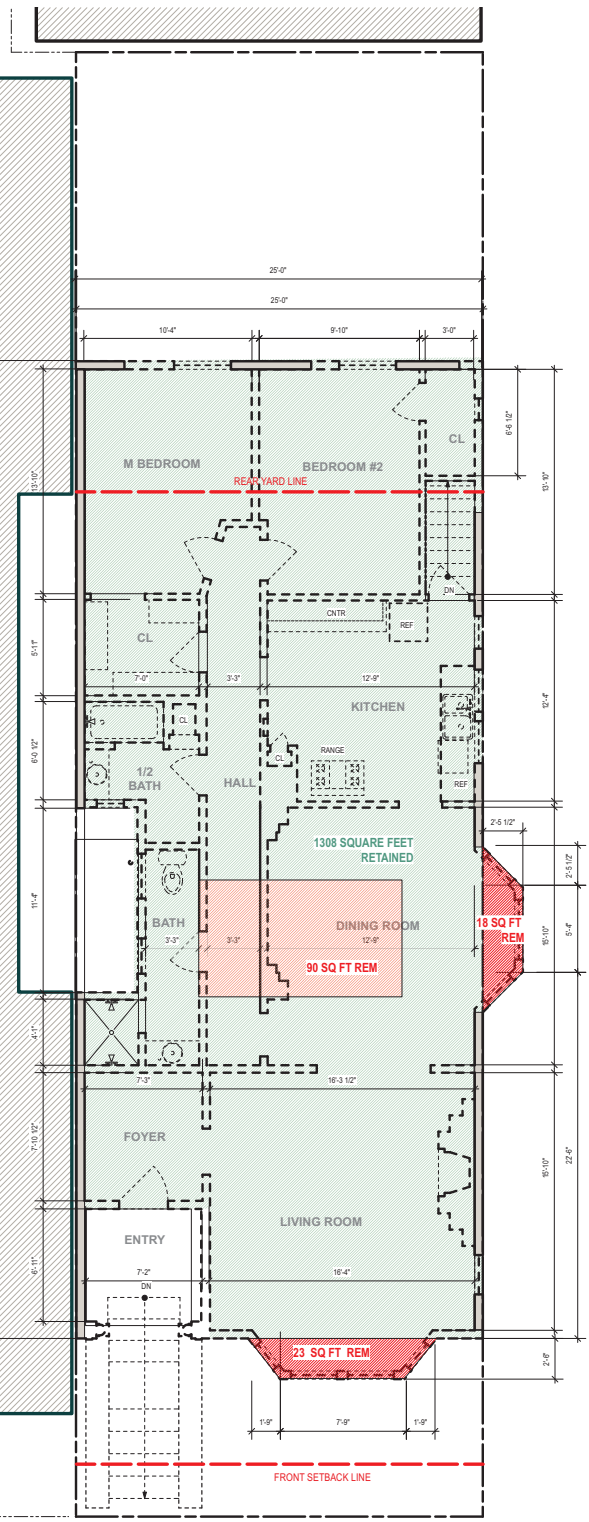 25'-0"
25'-0"
10'-4"
9'-10"
3'-0"
6'-6 1/2"
CL
M BEDROOM
BEDROOM #2
REAR YARD LINE
13'-10"
13'-10"
DN
CNTR
REF
5'-11"
CL
7'-0"
3'-3"
12'-9"
12'-4"
KITCHEN
CL
6'-0 1/2"
CL
RANGE
1/2
BATH
HALL
REF
2'-5 1/2"
1308 SQUARE FEET
RETAINED
2'-5 1/2"
11'-4"
BATH
DINING ROOM
18 SQ FT
REM
15'-10"
5'-4"
3'-3"
3'-3"
12'-9"
90 SQ FT REM
4'-1"
7'-3"
16'-3 1/2"
7'-10 1/2"
FOYER
15'-10"
22'-6"
LIVING ROOM
ENTRY
6'-11"
7'-2"
16'-4"
DN
23 SQ FT REM
2'-6"
1'-9"
7'-9"
1'-9"
FRONT SETBACK LINE